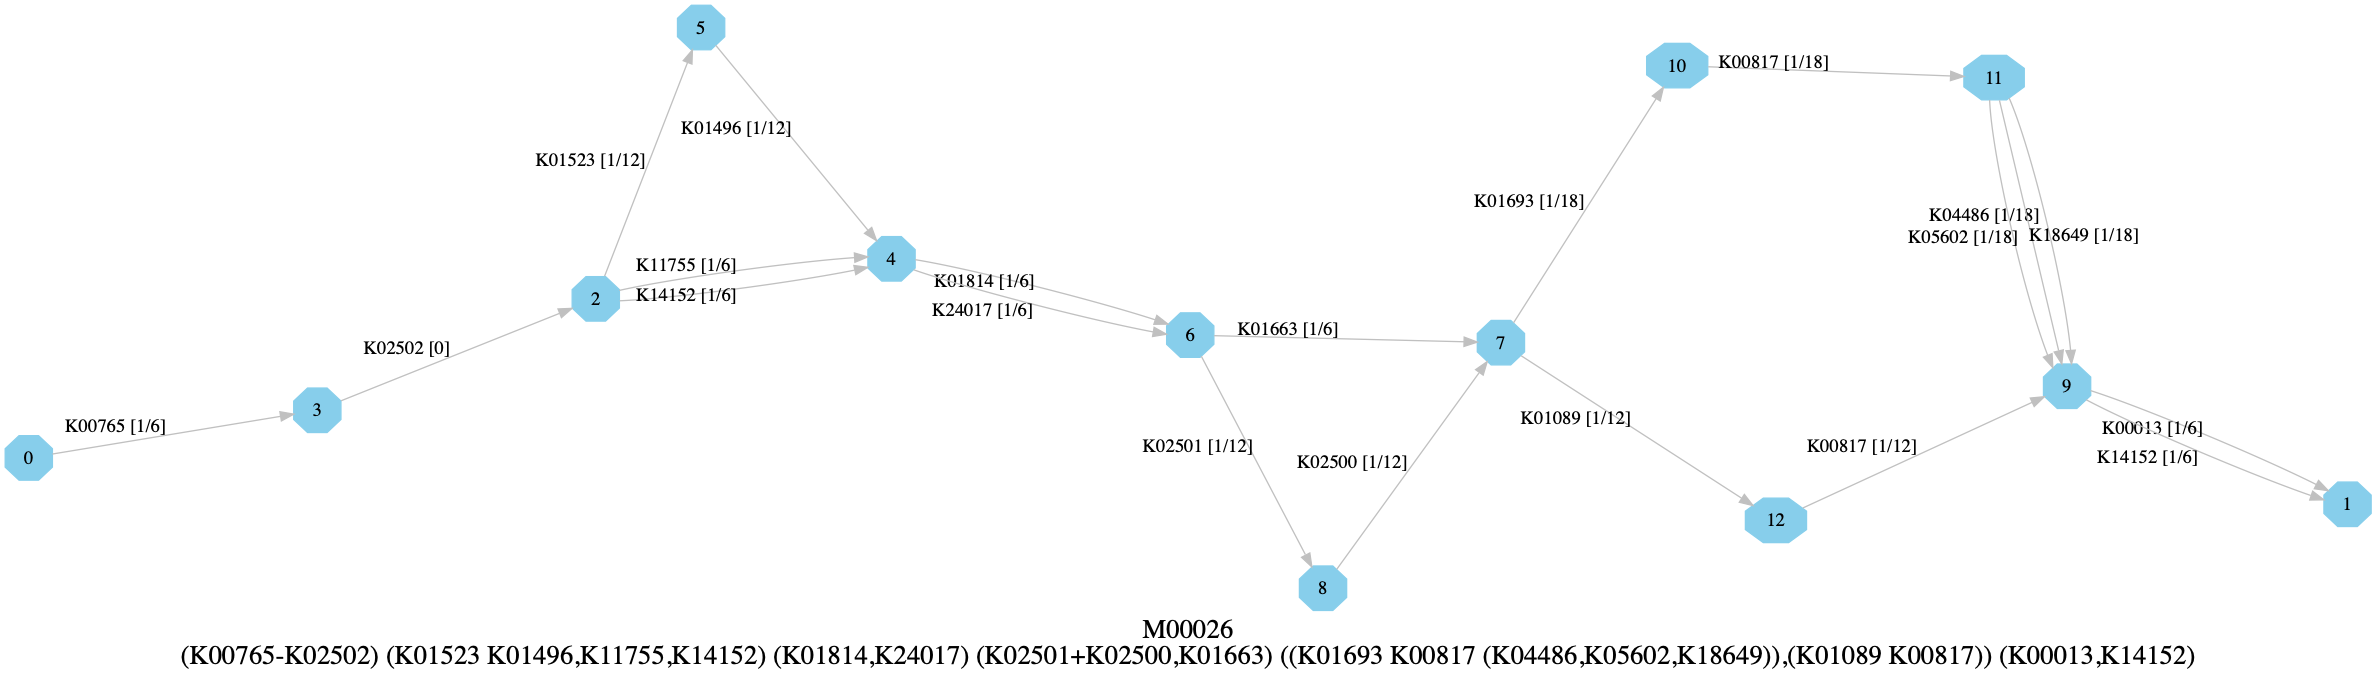 5
10
K00817 [1/18]
11
K01496 [1/12]
K01523 [1/12]
K01693 [1/18]
K04486 [1/18]
K05602 [1/18]
K18649 [1/18]
4
K11755 [1/6]
2
K14152 [1/6]
K01814 [1/6]
K24017 [1/6]
6
K01663 [1/6]
7
K02502 [0]
9
3
K00765 [1/6]
0
K01089 [1/12]
K00013 [1/6]
K14152 [1/6]
K02501 [1/12]
K02500 [1/12]
K00817 [1/12]
1
12
8
M00026
(K00765-K02502) (K01523 K01496,K11755,K14152) (K01814,K24017) (K02501+K02500,K01663) ((K01693 K00817 (K04486,K05602,K18649)),(K01089 K00817)) (K00013,K14152)